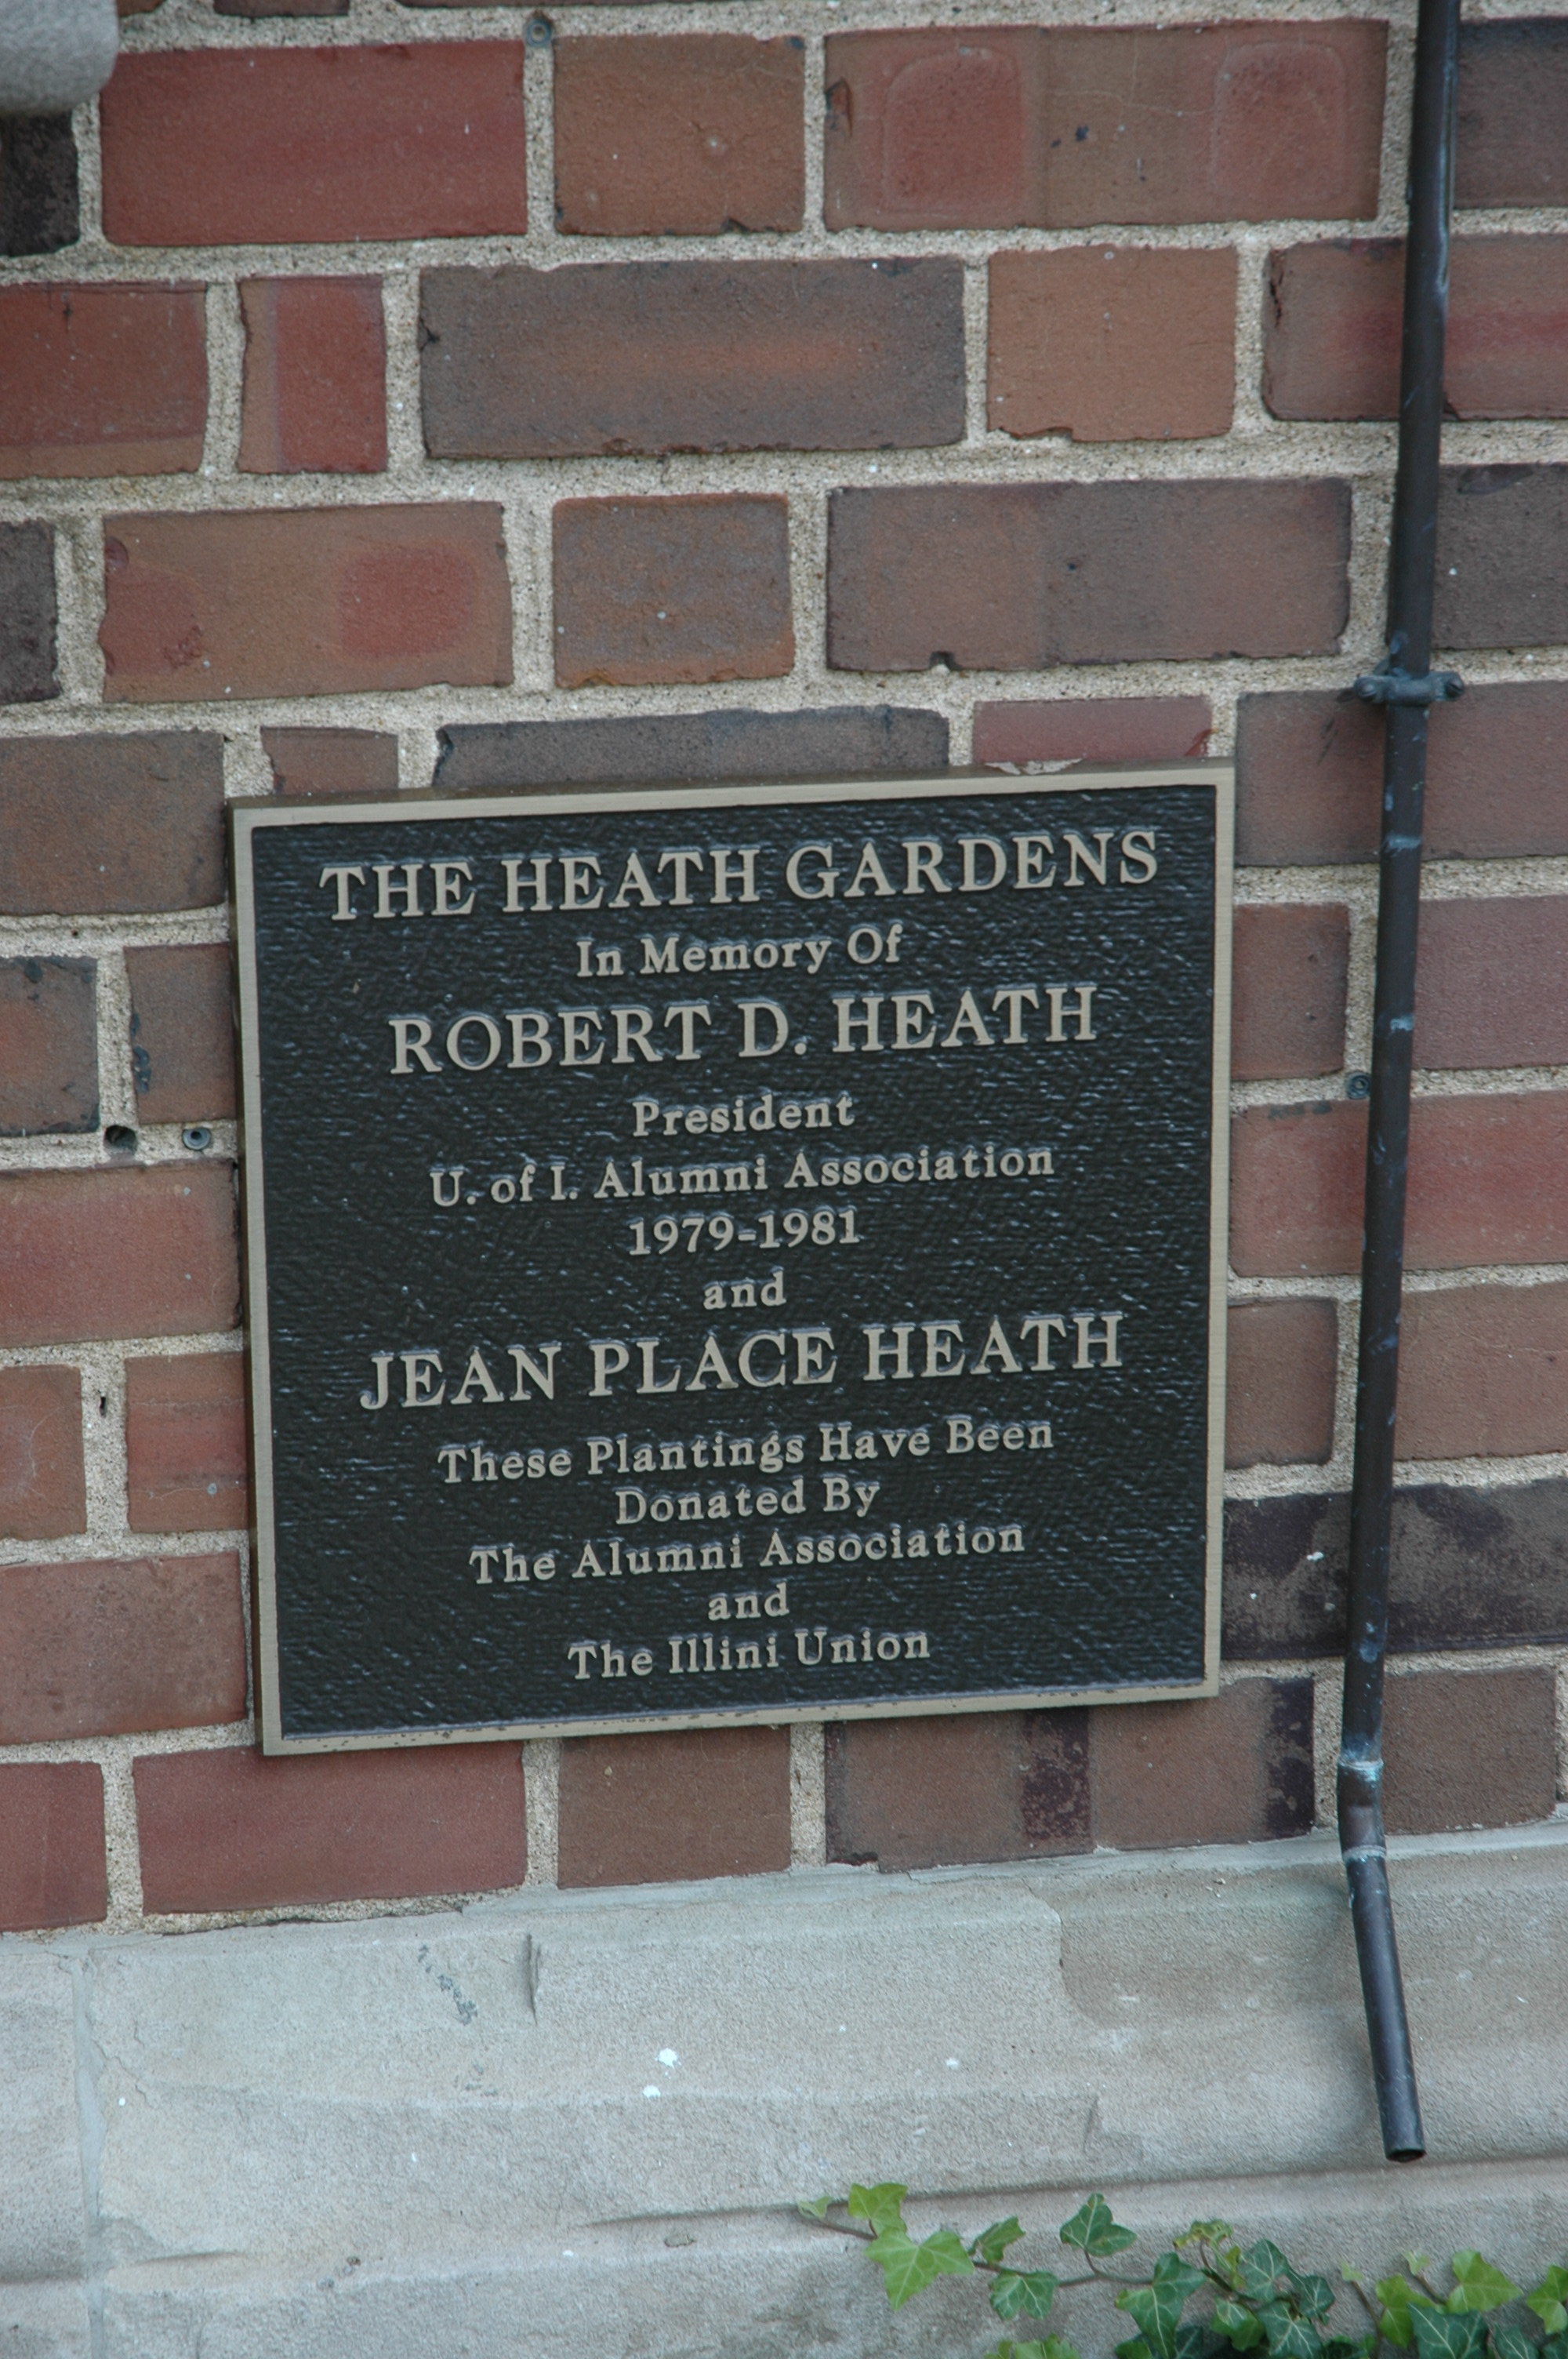 THE HEATH GARDENS
In Memory Of
ROBERT D. HEATH
President
U. of I. Alumni Association
1979-1981
and
JEAN PLACE HEATH
These Plantings Have Been
Donated By
The Alumni Association
and
The Illini Union